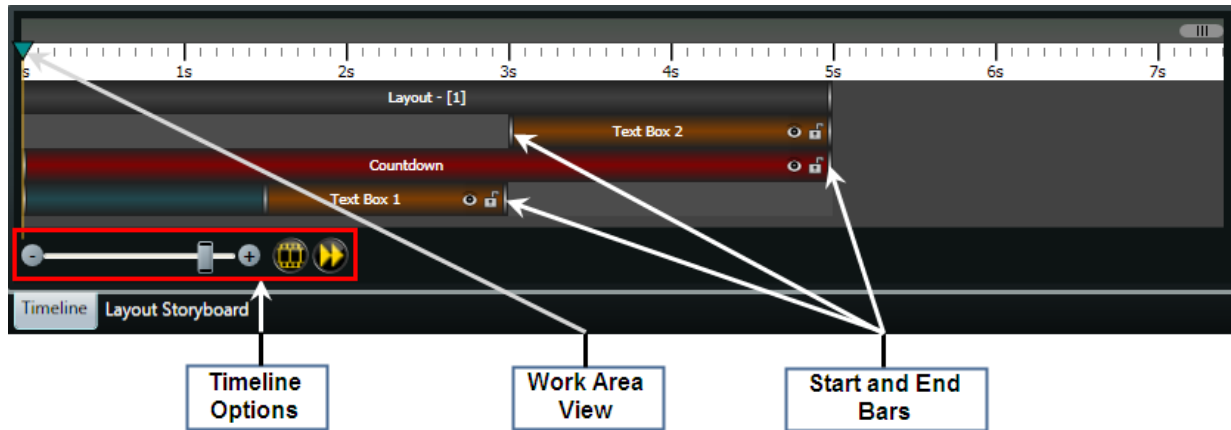 s 1s 2s 3s 4s 5s 6s 7s
Layout - [1]
Text Box 2
Countdown
Text Box 1
Timeline Layout Storyboard
Timeline
Options
Work Area
View
Start and End
Bars